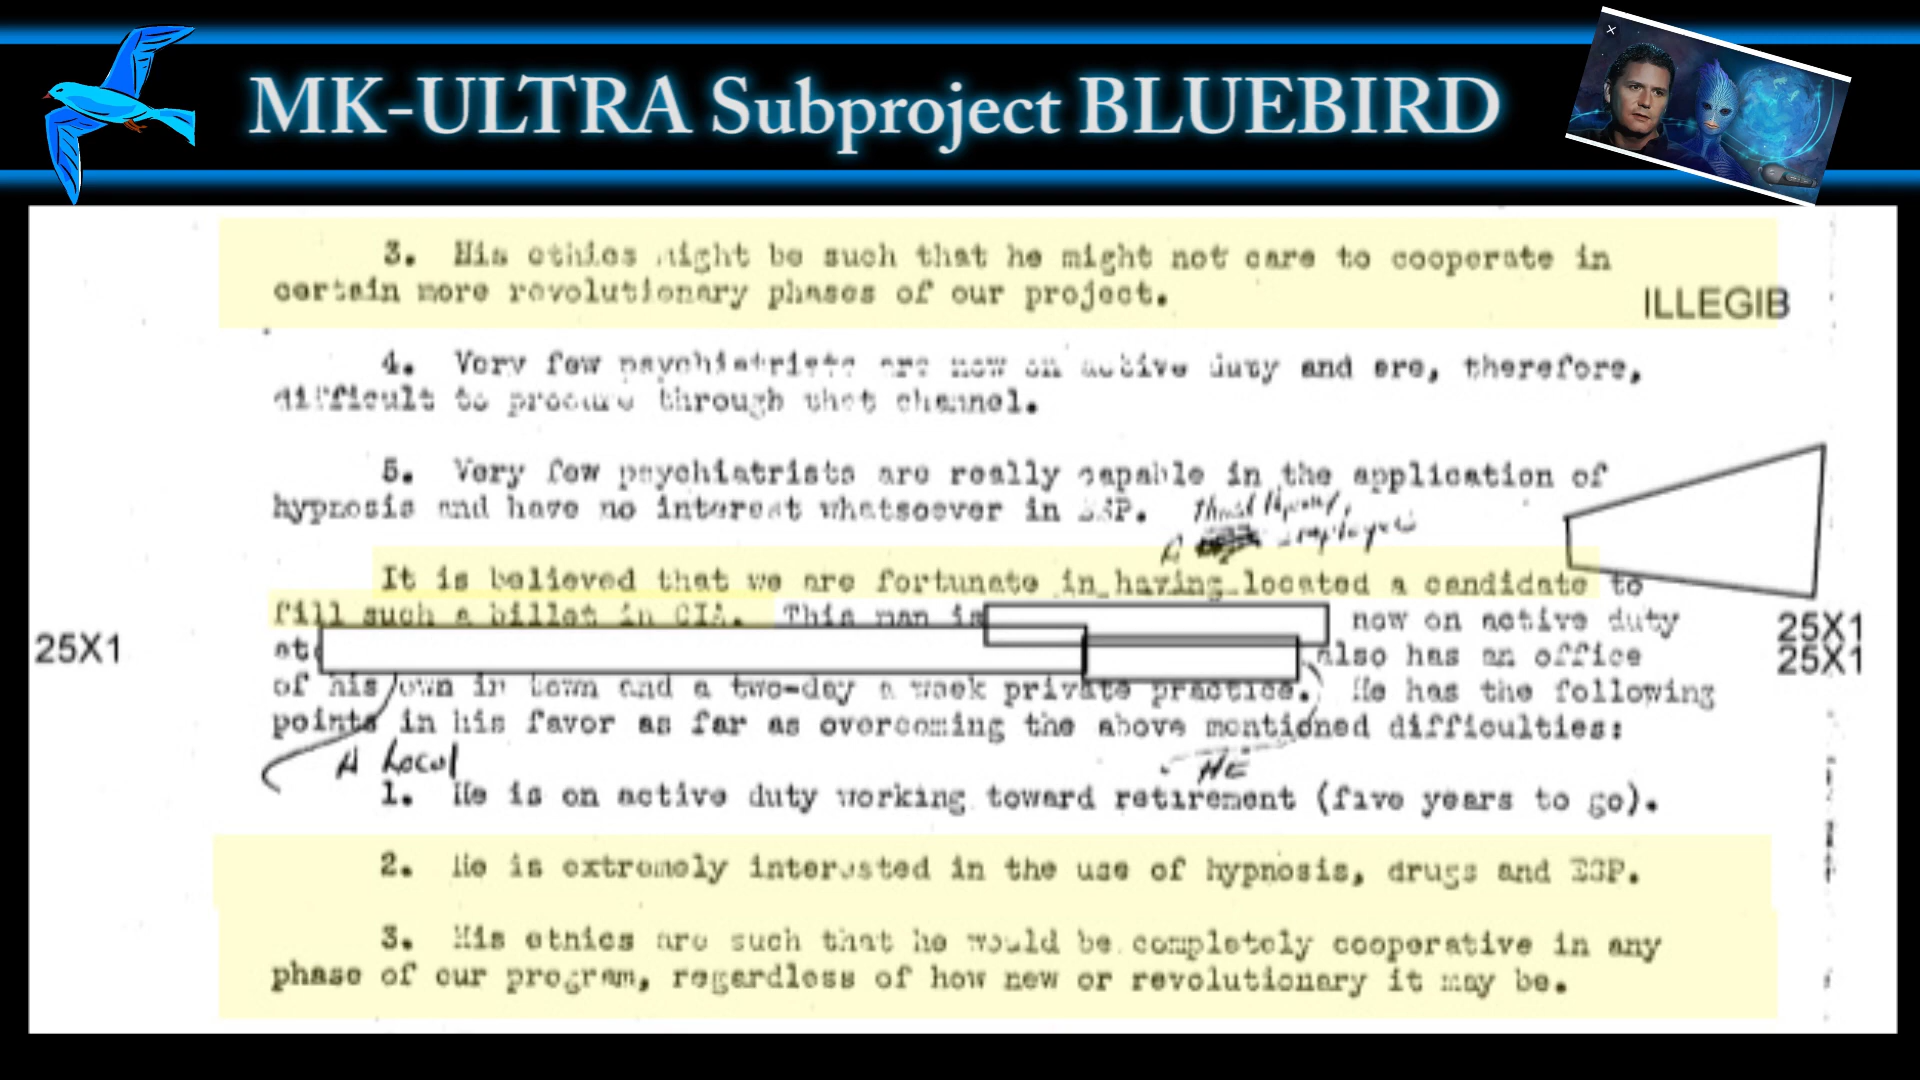 MK-ULTRA Subproject BLUEBIRD
3. His ethics might be such that he might not care to cooperate in
certain more revolutionary phases of our project.
ILLEGIB
4. Very few psychiatrists are now on active duty and are, therefore,
difficult to procure through that channel.
5. Very few psychiatrists are really capable in the application of
hypnosis and have no interest whatsoever in ESP.
A employee
It is believed that we are fortunate in having located a candidate to
fill such a billet in CIA. This man is now on active duty
25X1
at also has an office
25X1
25X1
of his own in town and a two-day a week private practice. He has the following
points in his favor as far as overcoming the above mentioned difficulties:
A Local
HE
1. He is on active duty working toward retirement (five years to go).
2. He is extremely interested in the use of hypnosis, drugs and ESP.
3. His ethics are such that he would be completely cooperative in any
phase of our program, regardless of how new or revolutionary it may be.